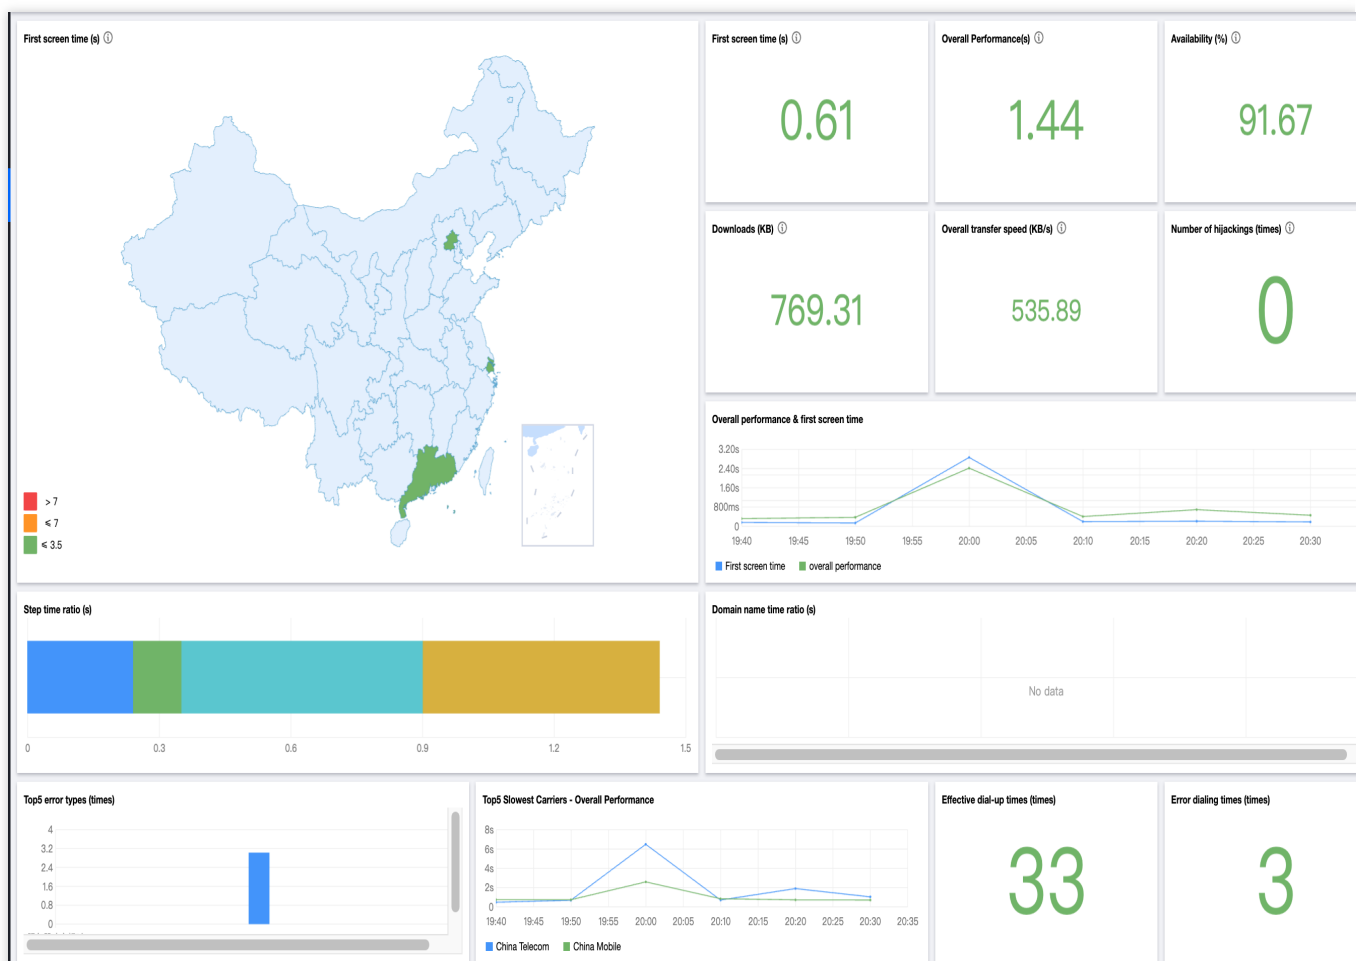 First screen time (s)
> 7
≤ 7
≤ 3.5
First screen time (s)
0.61
Overall Performance(s)
1.44
Availability (%)
91.67
Downloads (KB)
769.31
Overall transfer speed (KB/s)
535.89
Number of hijackings (times)
0
Overall performance & first screen time
3.20s
2.40s
1.60s
800ms
0
19:40 19:45 19:50 19:55 20:00 20:05 20:10 20:15 20:20 20:25 20:30
First screen time overall performance
Step time ratio (s)
0 0.3 0.6 0.9 1.2 1.5
Domain name time ratio (s)
No data
Top5 error types (times)
4
3.2
2.4
1.6
0.8
0
Top5 Slowest Carriers - Overall Performance
8s
6s
4s
2s
0
19:40 19:45 19:50 19:55 20:00 20:05 20:10 20:15 20:20 20:25 20:30 20:35
China Telecom China Mobile
Effective dial-up times (times)
33
Error dialing times (times)
3